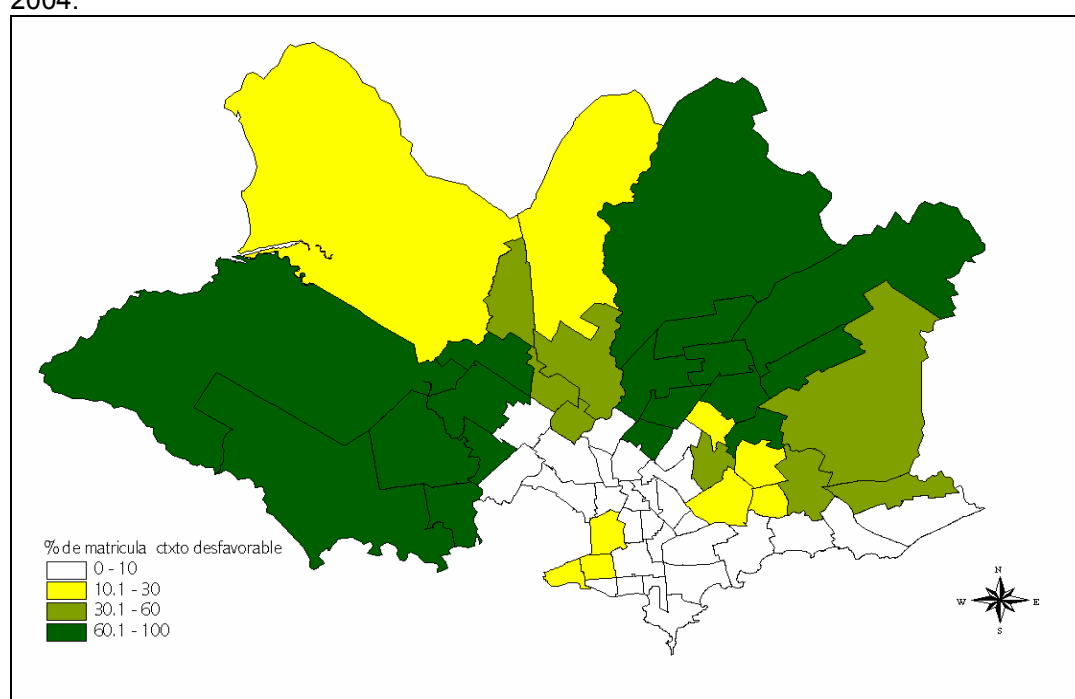 2004.
% de matricula ctxto desfavorable
0 - 10
10.1 - 30
30.1 - 60
60.1 - 100
N
W E
S